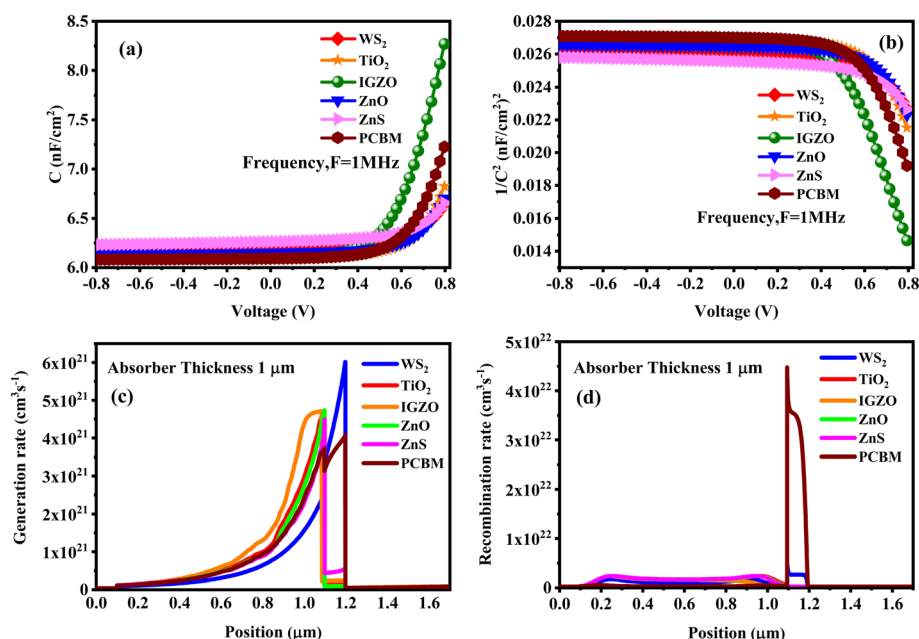 (a)
C (nF/cm²)
8.5
8.0
7.5
7.0
6.5
6.0
WS₂
TiO₂
IGZO
ZnO
ZnS
PCBM
Frequency,F=1MHz
-0.8 -0.6 -0.4 -0.2 0.0 0.2 0.4 0.6 0.8
Voltage (V)
(b)
1/C² (nF/cm²)²
0.028
0.026
0.024
0.022
0.020
0.018
0.016
0.014
WS₂
TiO₂
IGZO
ZnO
ZnS
PCBM
Frequency,F=1MHz
-0.8 -0.6 -0.4 -0.2 0.0 0.2 0.4 0.6 0.8
Voltage (V)
Absorber Thickness 1 μm
(c)
Generation rate (cm³s⁻¹)
6x10²¹
5x10²¹
4x10²¹
3x10²¹
2x10²¹
1x10²¹
0
WS₂
TiO₂
IGZO
ZnO
ZnS
PCBM
0.0 0.2 0.4 0.6 0.8 1.0 1.2 1.4 1.6
Position (μm)
Absorber Thickness 1 μm
(d)
Recombination rate (cm³s⁻¹)
5x10²²
4x10²²
3x10²²
2x10²²
1x10²²
0
WS₂
TiO₂
IGZO
ZnO
ZnS
PCBM
0.0 0.2 0.4 0.6 0.8 1.0 1.2 1.4 1.6
Position (μm)